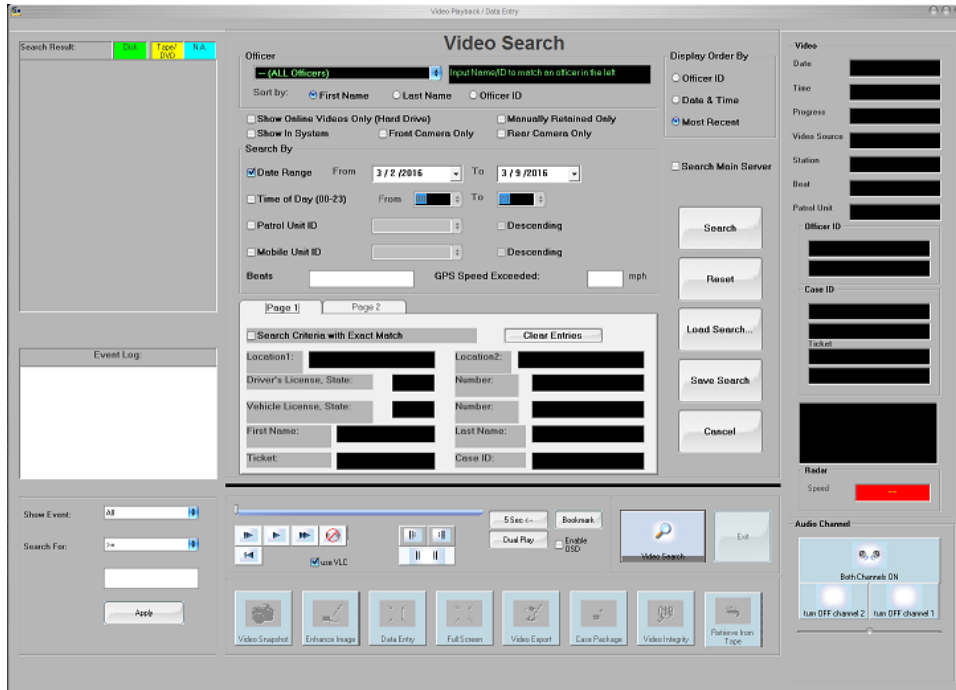 Video Playback / Data Entry
Search Result:
Disk
Tape/
DVD
N.A.
Event Log:
Show Event:
All
Search For:
>=
Apply
Video Search
Officer
-- (ALL Officers)
Input Name/ID to match an officer in the left
Sort by:
First Name
Last Name
Officer ID
Show Online Videos Only (Hard Drive)
Manually Retained Only
Show In System
Front Camera Only
Rear Camera Only
Search By
Date Range
From
3 / 2 /2016
To
3 / 9 /2016
Time of Day (00-23)
From
To
Patrol Unit ID
Descending
Mobile Unit ID
Descending
Beats
GPS Speed Exceeded:
mph
Page 1
Page 2
Search Criteria with Exact Match
Clear Entries
Location1:
Location2:
Driver's License, State:
Number:
Vehicle License, State:
Number:
First Name:
Last Name:
Ticket:
Case ID:
Display Order By
Officer ID
Date & Time
Most Recent
Search Main Server
Search
Reset
Load Search...
Save Search
Cancel
5 Sec <-
Bookmark
Dual Play
Enable
OSD
use VLC
Video Search
Exit
Video Snapshot
Enhance Image
Data Entry
Full Screen
Video Export
Case Package
Video Integrity
Retrieve from
Tape
Video
Date
Time
Progress
Video Source
Station
Beat
Patrol Unit
Officer ID
Case ID
Ticket
Radar
Speed
--
Audio Channel
Both Channels ON
turn OFF channel 2
turn OFF channel 1